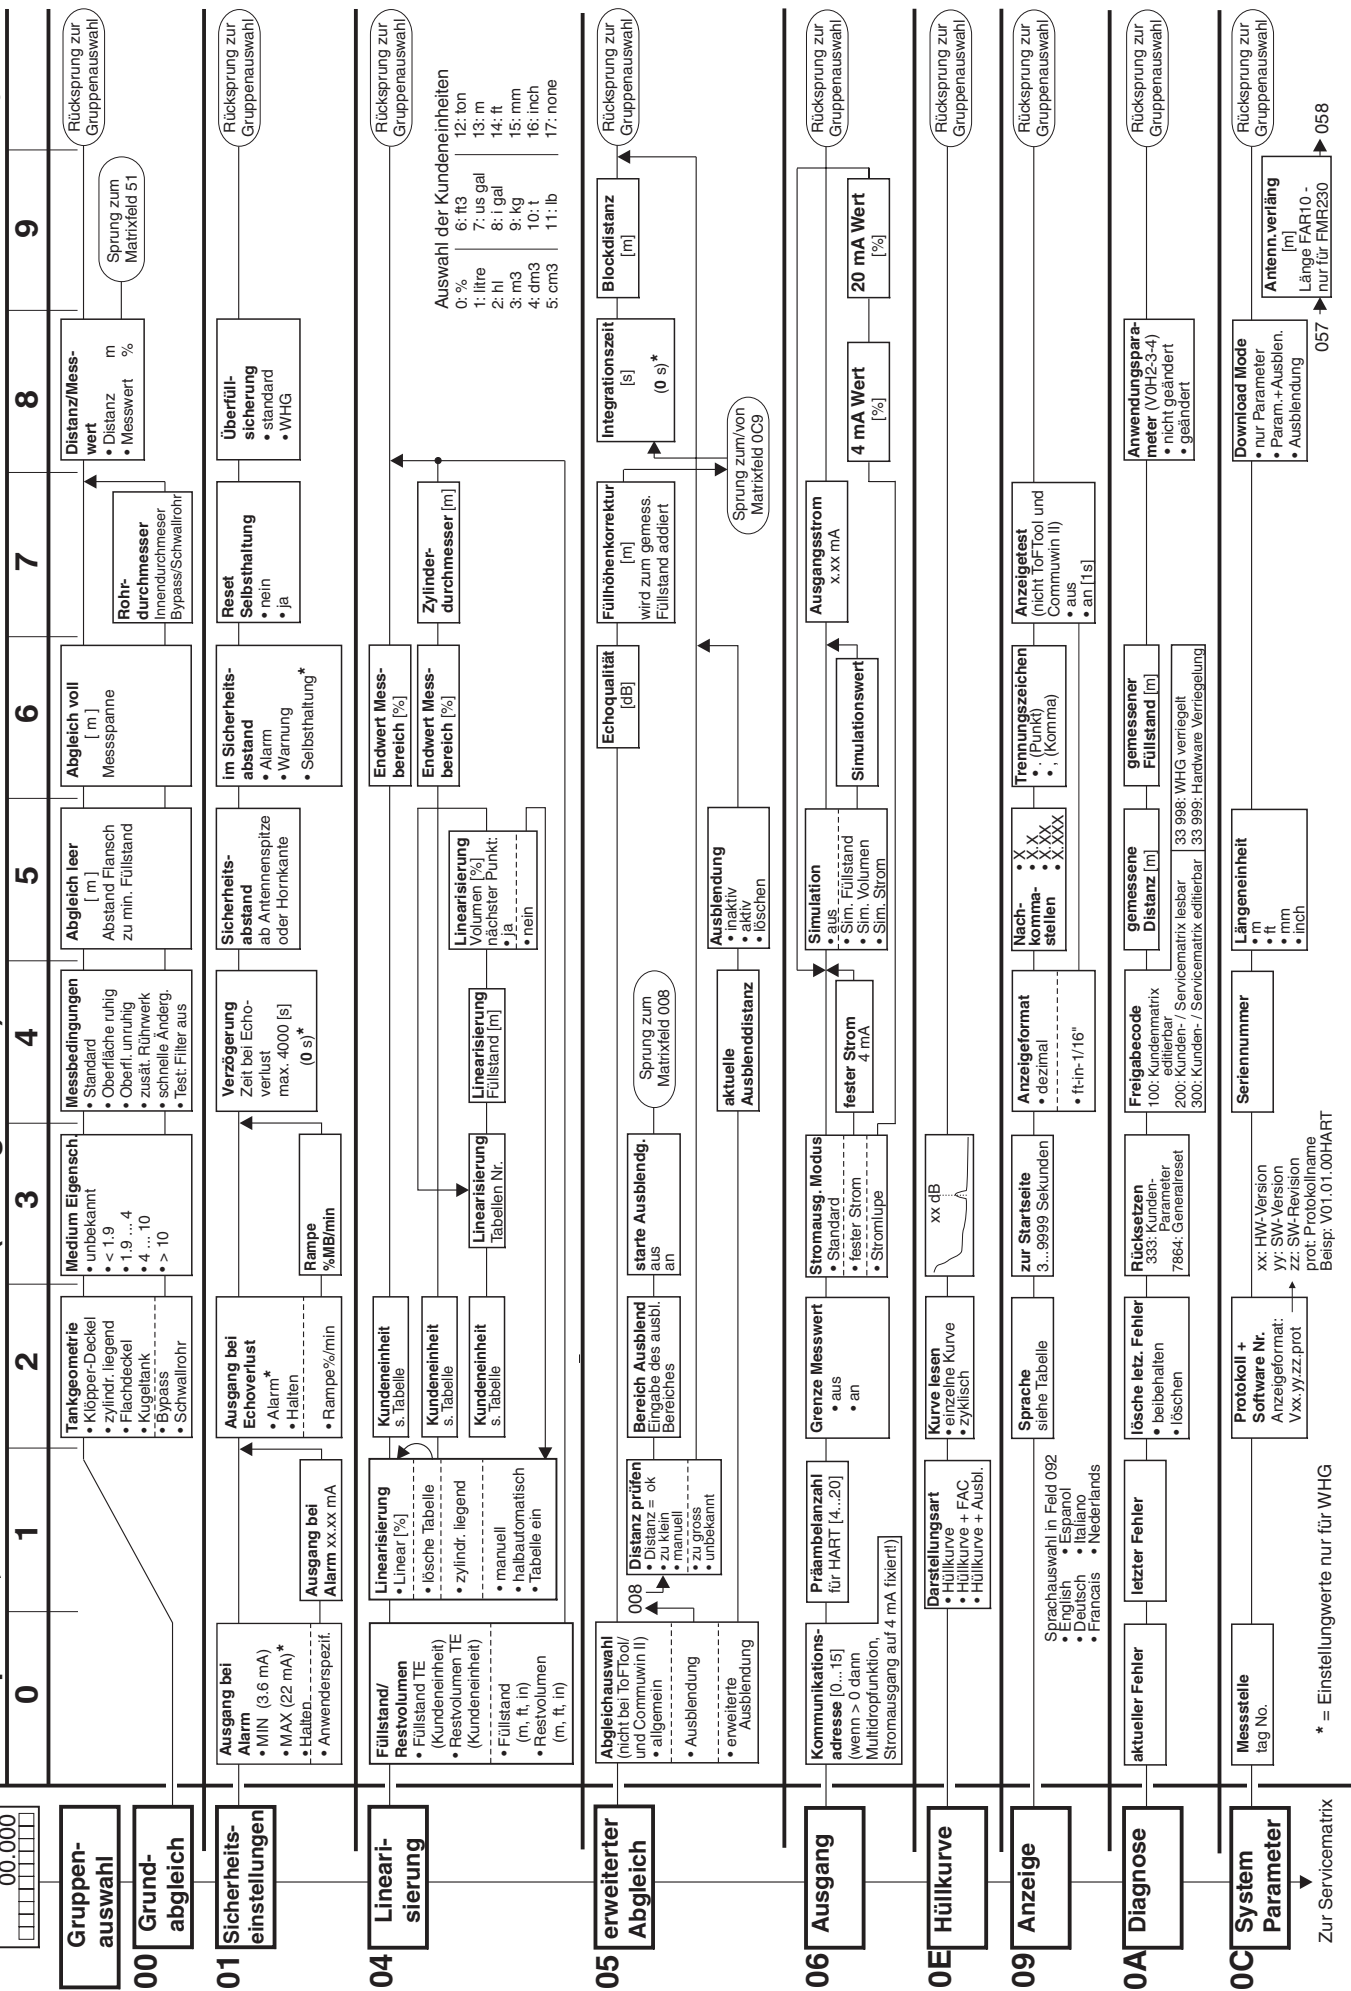 00.000
0
1
2
3
4
5
6
7
8
9
Gruppen-
auswahl
00
Grund-
abgleich
Tankgeometrie
• Klöpper-Deckel
• zylindr. liegend
• Flachdeckel
• Kugeltank
• Bypass
• Schwallrohr
Medium Eigensch.
• unbekannt
• < 1.9
• 1.9 ... 4
• 4 ... 10
• > 10
Messbedingungen
• Standard
• Oberfläche ruhig
• Oberfl. unruhig
• zusät. Rührwerk
• schnelle Änderg.
• Test: Filter aus
Abgleich leer
[ m ]
Abstand Flansch
zu min. Füllstand
Abgleich voll
[ m ]
Messspanne
Rohr-
durchmesser
Innendurchmeser
Bypass/Schwallrohr
Distanz/Mess-
wert
• Distanz m
• Messwert %
Sprung zum
Matrixfeld 51
Rücksprung zur
Gruppenauswahl
01
Sicherheits-
einstellungen
Ausgang bei
Alarm
• MIN (3.6 mA)
• MAX (22 mA)*
• Halten
• Anwenderspezif.
Ausgang bei
Alarm xx.xx mA
Ausgang bei
Echoverlust
• Alarm*
• Halten
• Rampe%/min
Rampe
%MB/min
Verzögerung
Zeit bei Echo-
verlust
max. 4000 [s]
(0 s)*
Sicherheits-
abstand
ab Antennenspitze
oder Hornkante
im Sicherheits-
abstand
• Alarm
• Warnung
• Selbsthaltung*
Reset
Selbsthaltung
• nein
• ja
Überfüll-
sicherung
• standard
• WHG
Rücksprung zur
Gruppenauswahl
04
Lineari-
sierung
Füllstand/
Restvolumen
• Füllstand TE
(Kundeneinheit)
• Restvolumen TE
(Kundeneinheit)
• Füllstand
(m, ft, in)
• Restvolumen
(m, ft, in)
Linearisierung
• Linear [%]
• lösche Tabelle
• zylindr. liegend
• manuell
• halbautomatisch
• Tabelle ein
Kundeneinheit
s. Tabelle
Kundeneinheit
s. Tabelle
Kundeneinheit
s. Tabelle
Linearisierung
Tabellen Nr.
Linearisierung
Füllstand [m]
Linearisierung
Volumen [%]
nächster Punkt:
• ja
• nein
Endwert Mess-
bereich [%]
Endwert Mess-
bereich [%]
Zylinder-
durchmesser [m]
Auswahl der Kundeneinheiten
0: % 6: ft3 12: ton
1: litre 7: us gal 13: m
2: hl 8: i gal 14: ft
3: m3 9: kg 15: mm
4: dm3 10: t 16: inch
5: cm3 11: lb 17: none
Rücksprung zur
Gruppenauswahl
05
erweiterter
Abgleich
Abgleichauswahl
(nicht bei ToFTool/
und Commuwin II)
• allgemein
• Ausblendung
• erweiterte
Ausblendung
008
Distanz prüfen
• Distanz = ok
• zu klein
• manuell
• zu gross
• unbekannt
Bereich Ausblend
Eingabe des ausbl.
Bereiches
starte Ausblendg.
aus
an
Sprung zum
Matrixfeld 008
aktuelle
Ausblenddistanz
Ausblendung
• inaktiv
• aktiv
• löschen
Echoqualität
[dB]
Füllhöhenkorrektur
[m]
wird zum gemess.
Füllstand addiert
Sprung zum/von
Matrixfeld 0C9
Integrationszeit
[s]
(0 s)*
Blockdistanz
[m]
Rücksprung zur
Gruppenauswahl
06
Ausgang
Kommunikations-
adresse [0...15]
(wenn > 0 dann
Multidropfunktion,
Stromausgang auf 4 mA fixiert!)
Präambelanzahl
für HART [4...20]
Grenze Messwert
• aus
• an
Stromausg. Modus
• Standard
• fester Strom
• Stromlupe
fester Strom
4 mA
Simulation
• aus
• Sim. Füllstand
• Sim. Volumen
• Sim. Strom
Simulationswert
Ausgangsstrom
x.xx mA
4 mA Wert
[%]
20 mA Wert
[%]
Rücksprung zur
Gruppenauswahl
0E
Hüllkurve
Darstellungsart
• Hüllkurve
• Hüllkurve + FAC
• Hüllkurve + Ausbl.
Kurve lesen
• einzelne Kurve
• zyklisch
xx dB
Rücksprung zur
Gruppenauswahl
09
Anzeige
Sprachauswahl in Feld 092
• English • Espanol
• Deutsch • Italiano
• Francais • Nederlands
Sprache
siehe Tabelle
zur Startseite
3...9999 Sekunden
Anzeigeformat
• dezimal
• ft-in-1/16"
Nach-
komma-
stellen
• X
• X.X
• X.XX
• X.XXX
Trennungszeichen
• . (Punkt)
• , (Komma)
Anzeigetest
(nicht ToFTool und
Commuwin II)
• aus
• an [1s]
Rücksprung zur
Gruppenauswahl
0A
Diagnose
aktueller Fehler
letzter Fehler
lösche letz. Fehler
• beibehalten
• löschen
Rücksetzen
333: Kunden-
Parameter
7864: Generalreset
Freigabecode
100: Kundenmatrix
editierbar
200: Kunden- / Servicematrix lesbar
300: Kunden- / Servicematrix editierbar
33 998: WHG verriegelt
33 999: Hardware Verriegelung
gemessene
Distanz [m]
gemessener
Füllstand [m]
Anwendungspara-
meter (V0H2-3-4)
• nicht geändert
• geändert
Rücksprung zur
Gruppenauswahl
0C
System
Parameter
Messstelle
tag No.
Protokoll +
Software Nr.
Anzeigeformat:
Vxx.yy.zz.prot
xx: HW-Version
yy: SW-Version
zz: SW-Revision
prot: Protokollname
Beisp: V01.01.00HART
Seriennummer
Längeneinheit
• m
• ft
• mm
• inch
Download Mode
• nur Parameter
• Param.+Ausblen.
• Ausblendung
057
Antenn.verläng
[m]
Länge FAR10 -
nur für FMR230
058
Rücksprung zur
Gruppenauswahl
Zur Servicematrix
* = Einstellungwerte nur für WHG